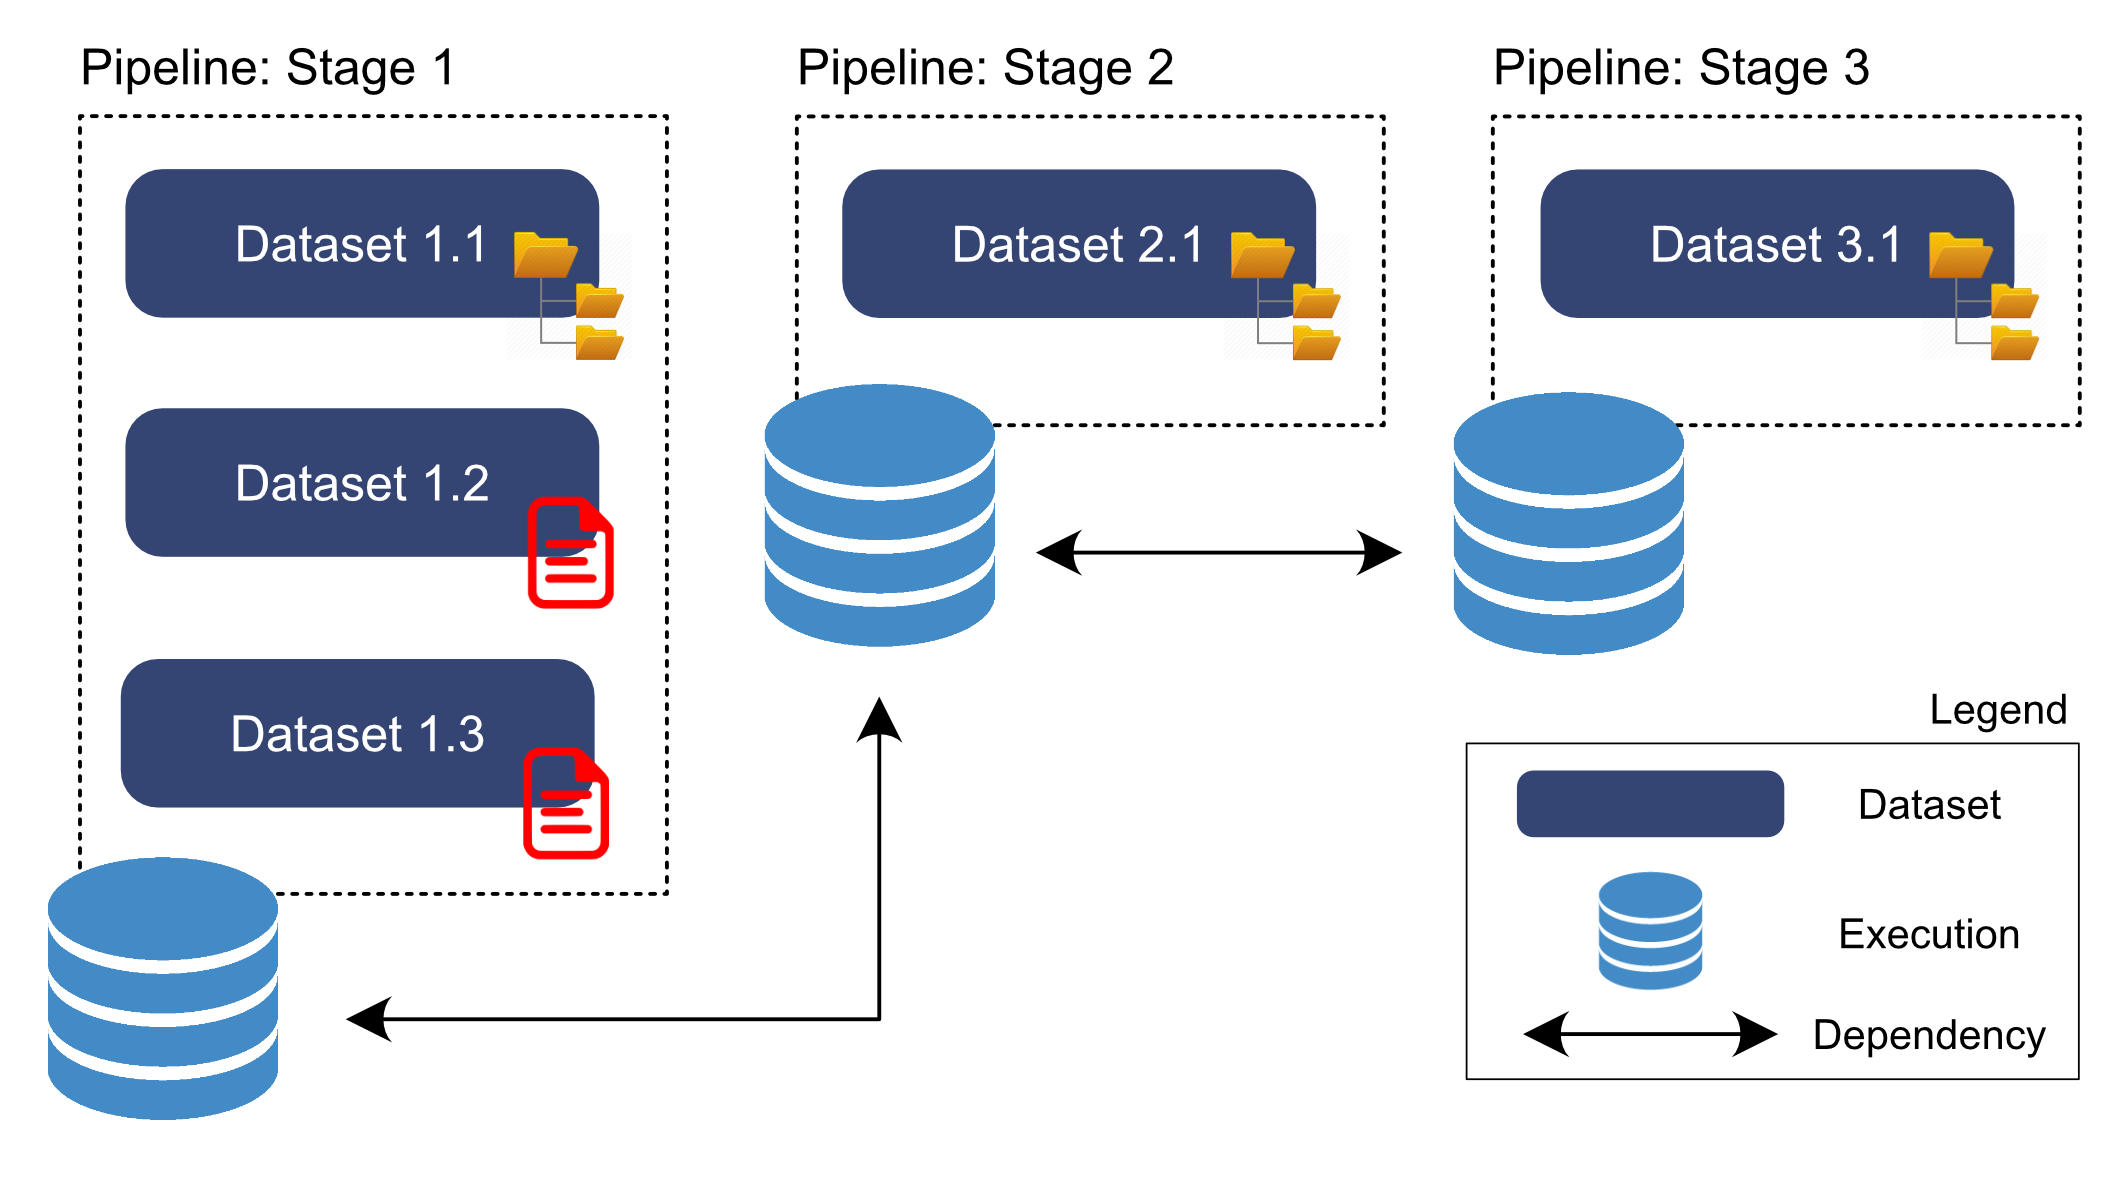 Pipeline: Stage 1
Pipeline: Stage 2
Pipeline: Stage 3
Dataset 1.1
Dataset 2.1
Dataset 3.1
Dataset 1.2
Dataset 1.3
Legend
Dataset
Execution
Dependency